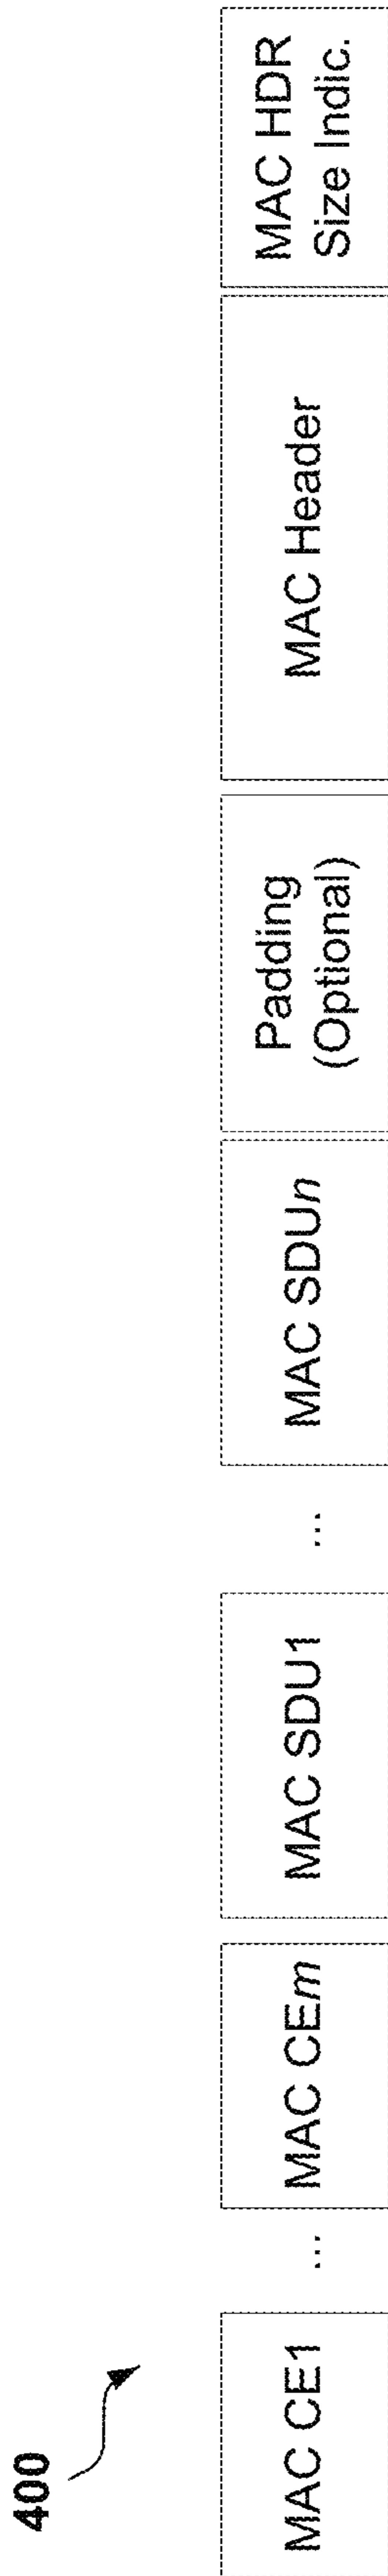 400
MAC CE1
...
MAC CEm
MAC SDU1
...
MAC SDUn
Padding
(Optional)
MAC Header
MAC HDR
Size Indic.